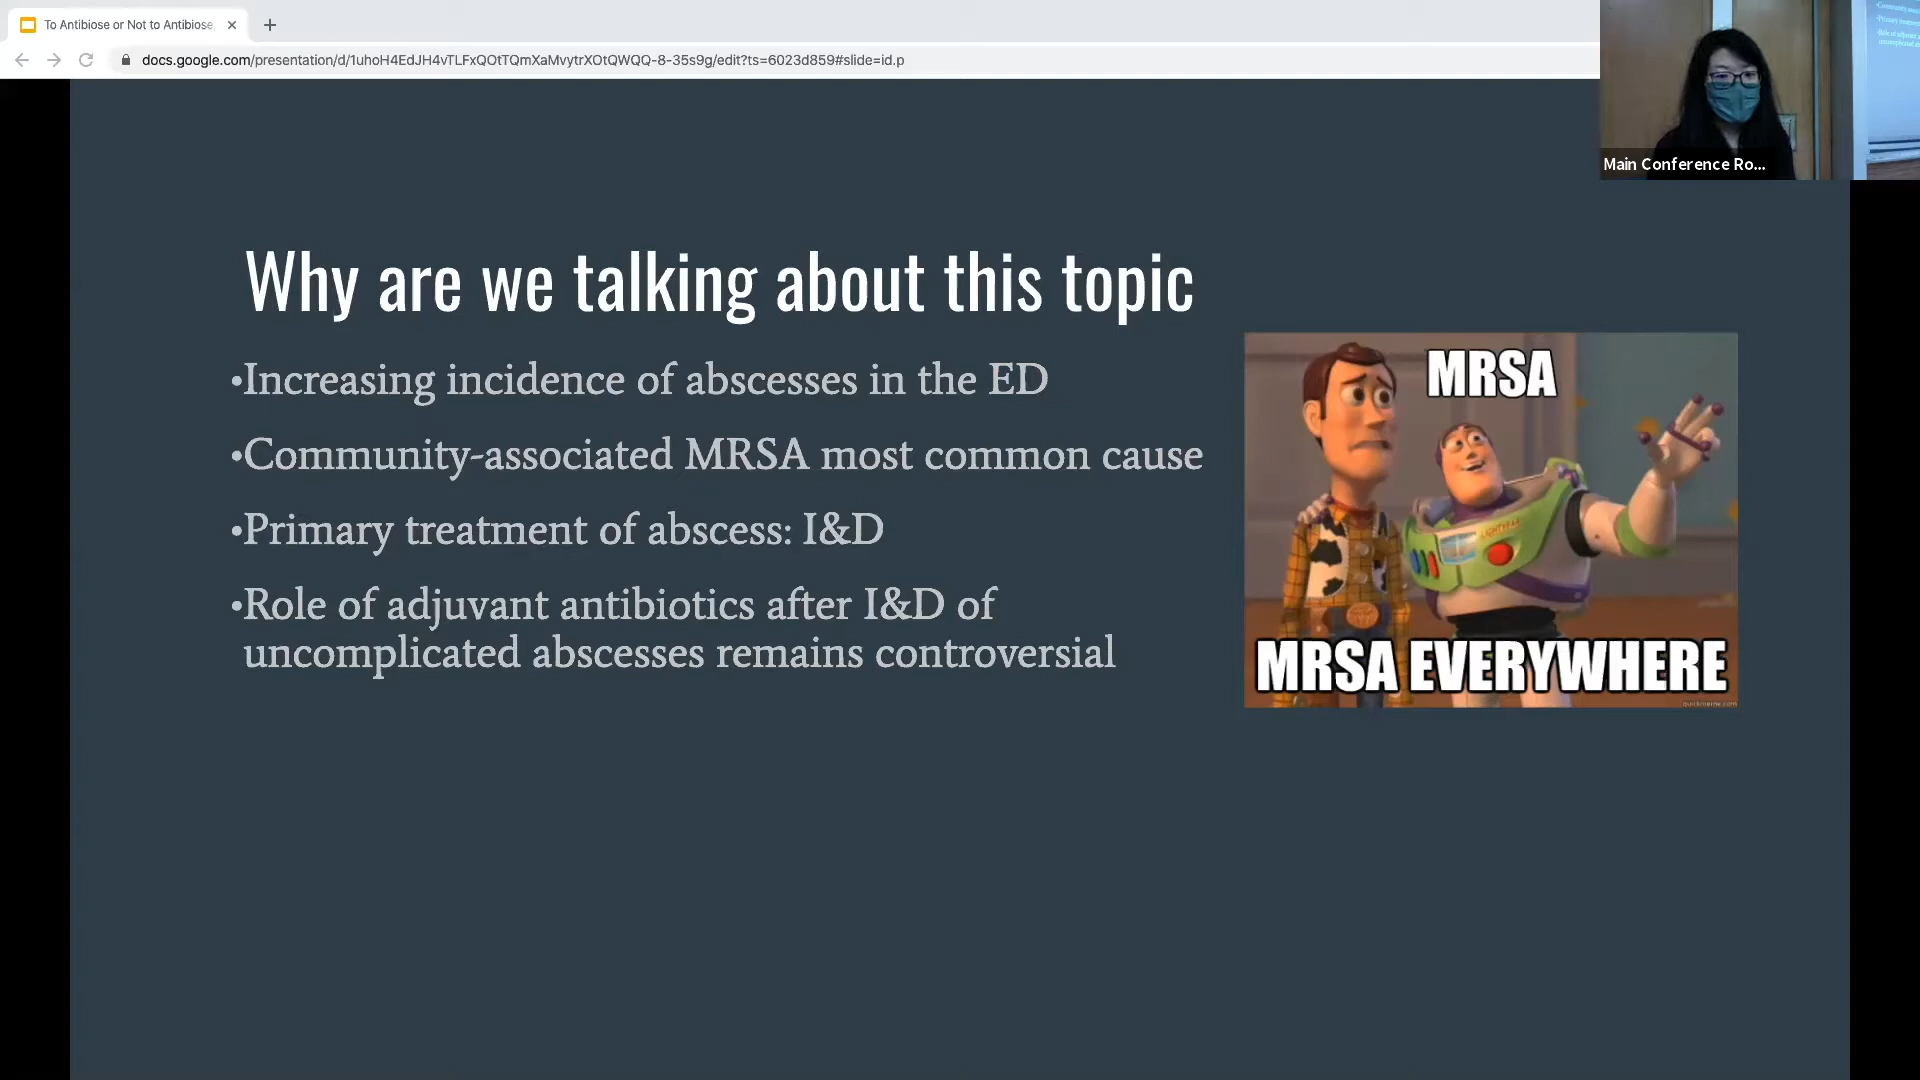 To Antibiose or Not to Antibiose,
docs.google.com/presentation/d/1uhoH4EdJH4vTLFxQOtTQmXaMvytrXOtQWQQ-8-35s9g/edit?ts=6023d859#slide=id.p
Main Conference Ro...
Why are we talking about this topic
•Increasing incidence of abscesses in the ED
•Community-associated MRSA most common cause
•Primary treatment of abscess: I&D
•Role of adjuvant antibiotics after I&D of
uncomplicated abscesses remains controversial
MRSA
LIGHTYEAR
MRSA EVERYWHERE
quickmeme.com